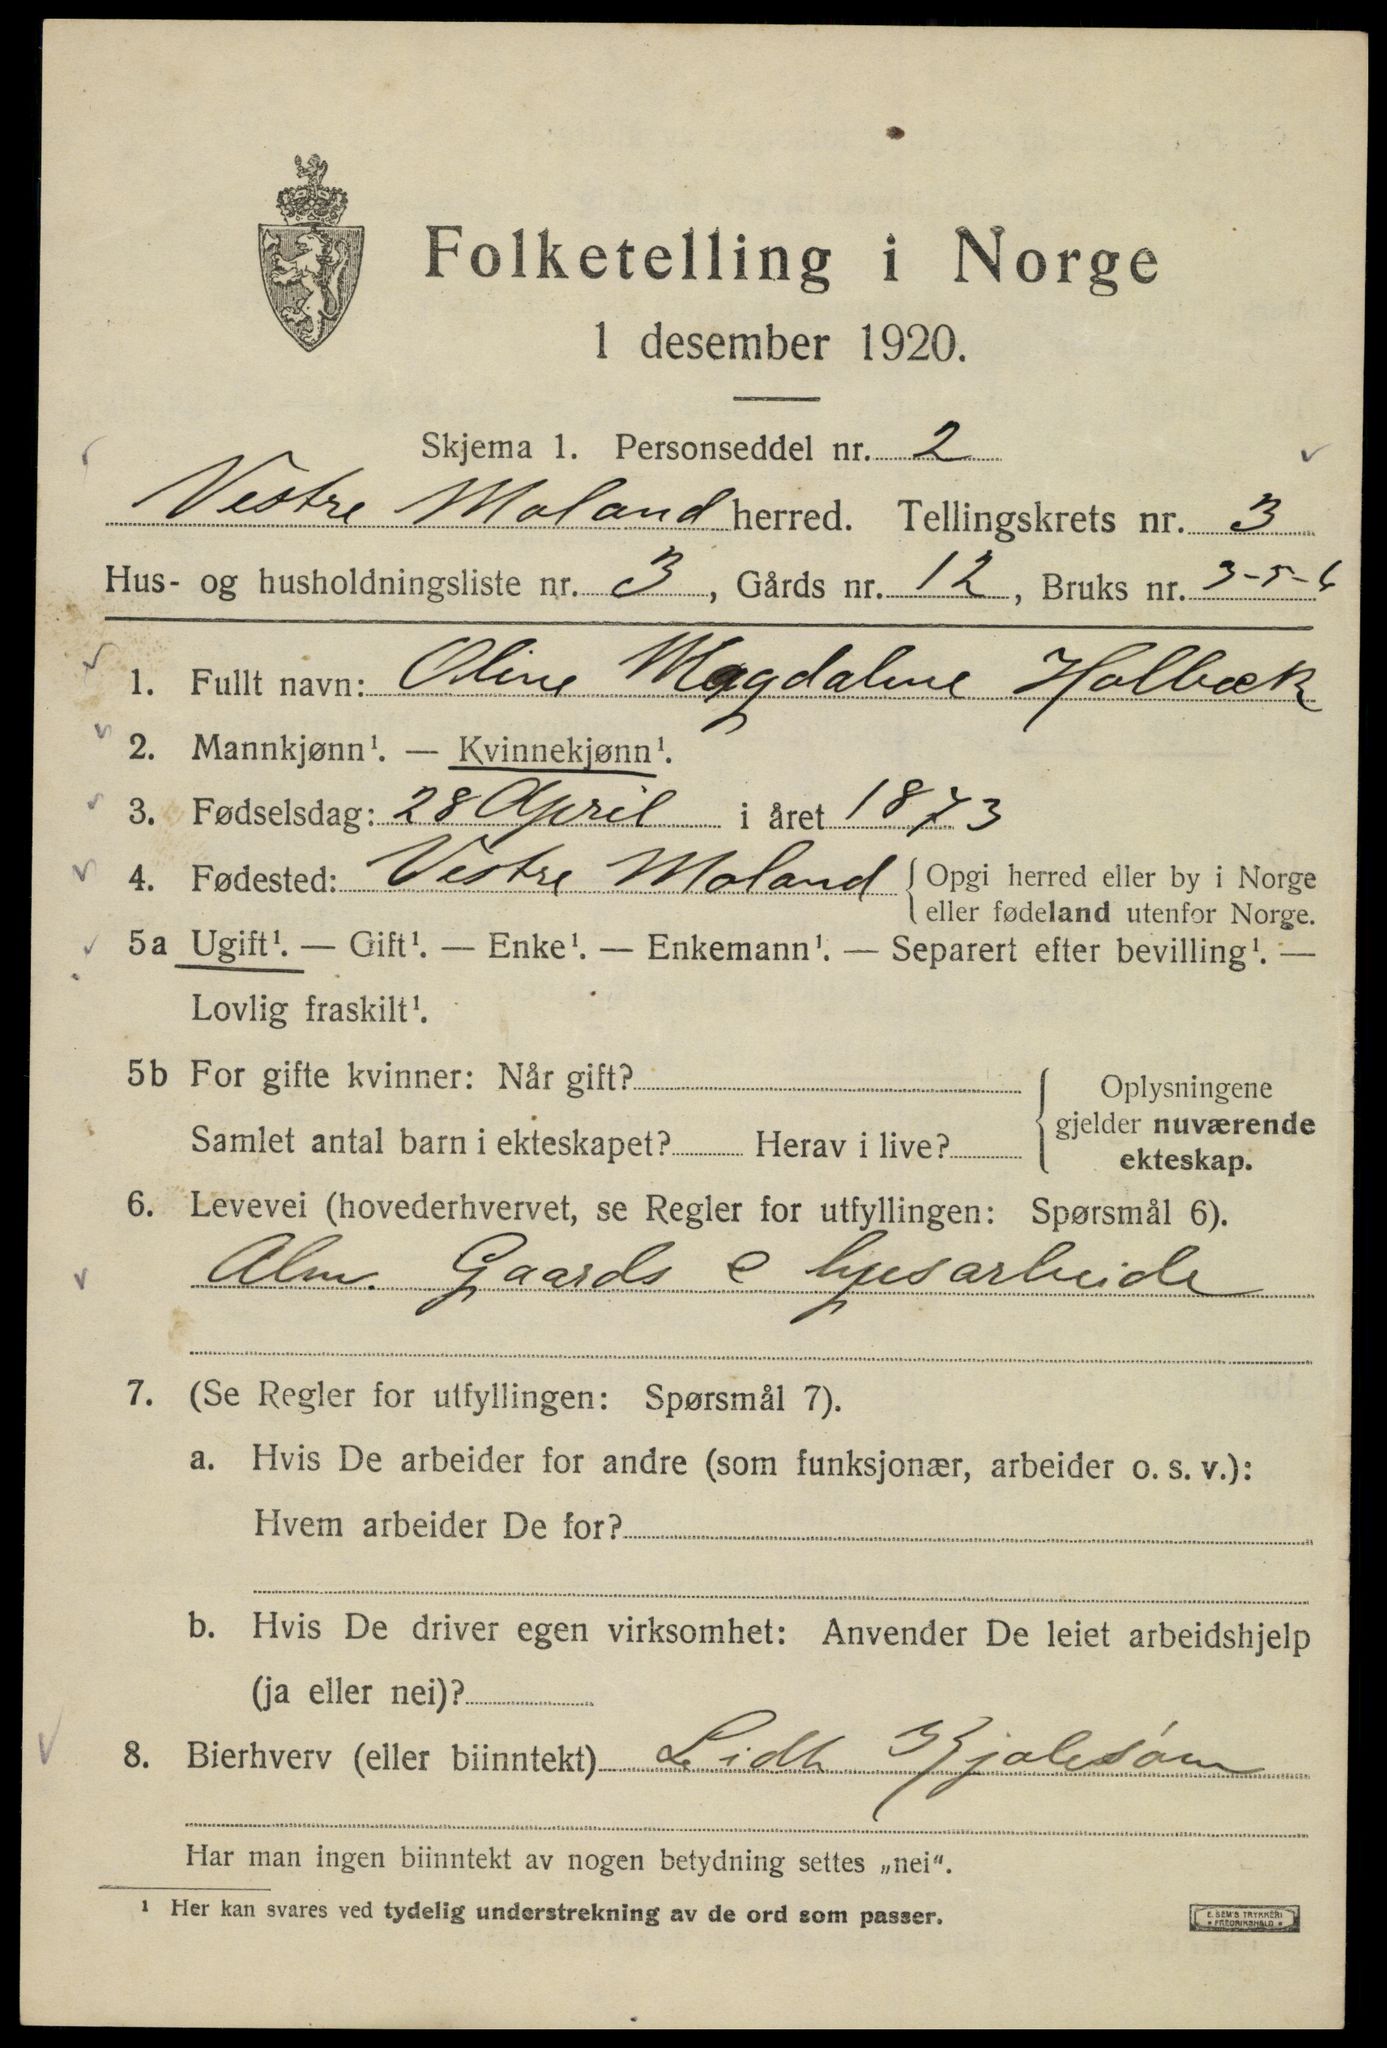 Folketelling i Norge
1 desember 1920.
Skjema 1. Personseddel nr. 2
Vestre Moland herred. Tellingskrets nr. 3
Hus- og husholdningsliste nr. 3, Gårds nr. 12, Bruks nr. 3-5-6
1. Fullt navn: Oline Magdalene Holbæk
2. Mannkjønn¹. — Kvinnekjønn¹.
3. Fødselsdag: 28 April i året 1873
4. Fødested: Vestre Moland { Opgi herred eller by i Norge
eller fødeland utenfor Norge.
5a Ugift¹. — Gift¹. — Enke¹. — Enkemann¹. — Separert efter bevilling¹. —
Lovlig fraskilt¹.
5b For gifte kvinner: Når gift?
Samlet antal barn i ekteskapet? Herav i live?
Oplysningene
gjelder nuværende
ekteskap.
6. Levevei (hovederhvervet, se Regler for utfyllingen: Spørsmål 6).
Alm. Gaards
7. (Se Regler for utfyllingen: Spørsmål 7).
a. Hvis De arbeider for andre (som funksjonær, arbeider o. s. v.):
Hvem arbeider De for?
b. Hvis De driver egen virksomhet: Anvender De leiet arbeidshjelp
(ja eller nei)?
8. Bierhverv (eller biinntekt) Lidt Kjolesøm
Har man ingen biinntekt av nogen betydning settes „nei“.
¹ Her kan svares ved tydelig understrekning av de ord som passer.
E. SEM'S TRYKKERI
FREDRIKSHALD